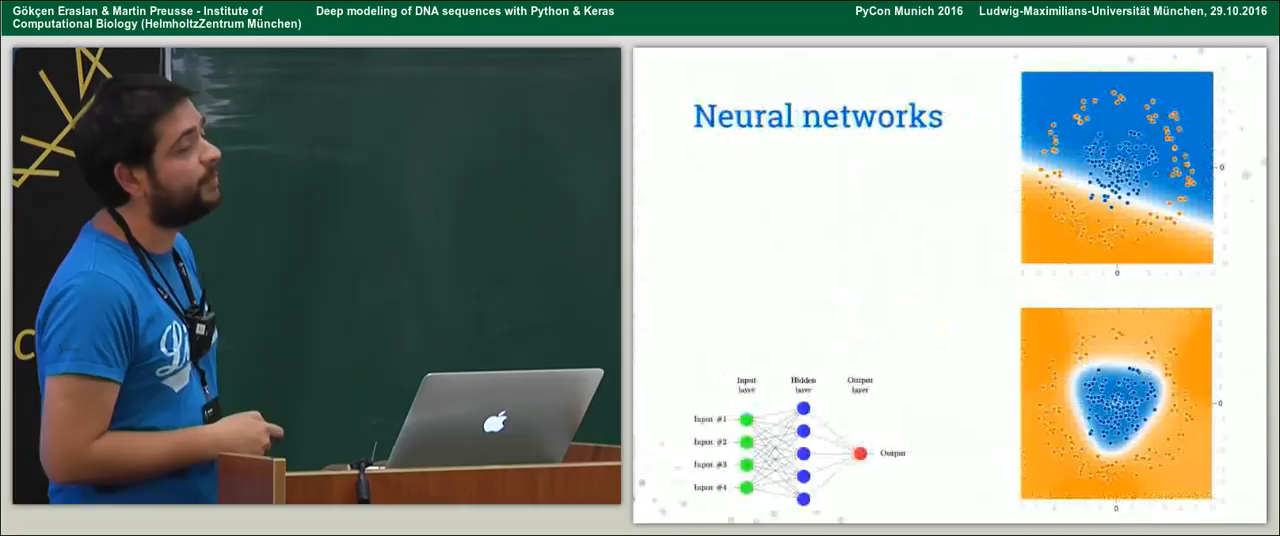 Gökçen Eraslan & Martin Preusse - Institute of
Computational Biology (HelmholtzZentrum München)
Deep modeling of DNA sequences with Python & Keras
PyCon Munich 2016
Ludwig-Maximilians-Universität München, 29.10.2016
Neural networks
Input
layer
Hidden
layer
Output
layer
Input #1
Input #2
Input #3
Input #4
Output
0
0
0
0